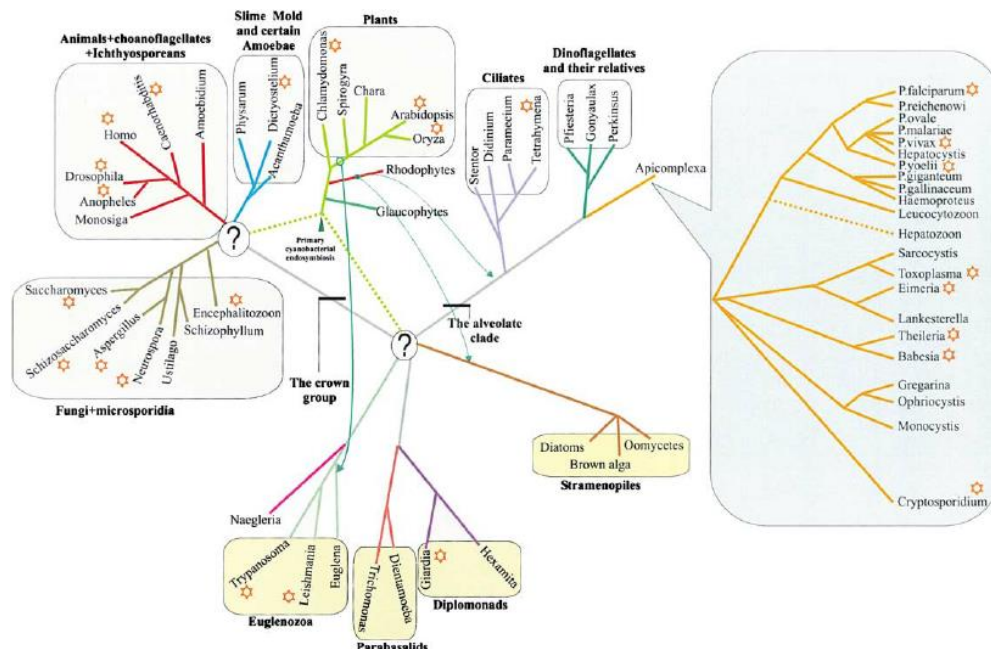 Animals+choanoflagellates
+Ichthyosporeans
Homo
Caenorhabditis
Amoebidium
Drosophila
Anopheles
Monosiga
Slime Mold
and certain
Amoebae
Physarum
Dictyostelium
Acanthamoeba
Plants
Chlamydomonas
Spirogyra
Chara
Arabidopsis
Oryza
Rhodophytes
Glaucophytes
Primary
cyanobacterial
endosymbiosis
Ciliates
Stentor
Didinium
Paramecium
Tetrahymena
Dinoflagellates
and their relatives
Pfiesteria
Gonyaulax
Perkinsus
Apicomplexa
P.falciparum
P.reichenowi
P.ovale
P.malariae
P.vivax
Hepatocystis
P.yoelii
P.giganteum
P.gallinaceum
Haemoproteus
Leucocytozoon
Hepatozoon
Sarcocystis
Toxoplasma
Eimeria
Lankesterella
Theileria
Babesia
Gregarina
Ophriocystis
Monocystis
Cryptosporidium
?
Saccharomyces
Schizosaccharomyces
Aspergillus
Neurospora
Ustilago
Schizophyllum
Encephalitozoon
Fungi+microsporidia
The crown
group
The alveolate
clade
?
Diatoms
Brown alga
Oomycetes
Stramenopiles
Naegleria
Trypanosoma
Leishmania
Euglena
Euglenozoa
Trichomonas
Dientamoeba
Parabasalids
Giardia
Hexamita
Diplomonads